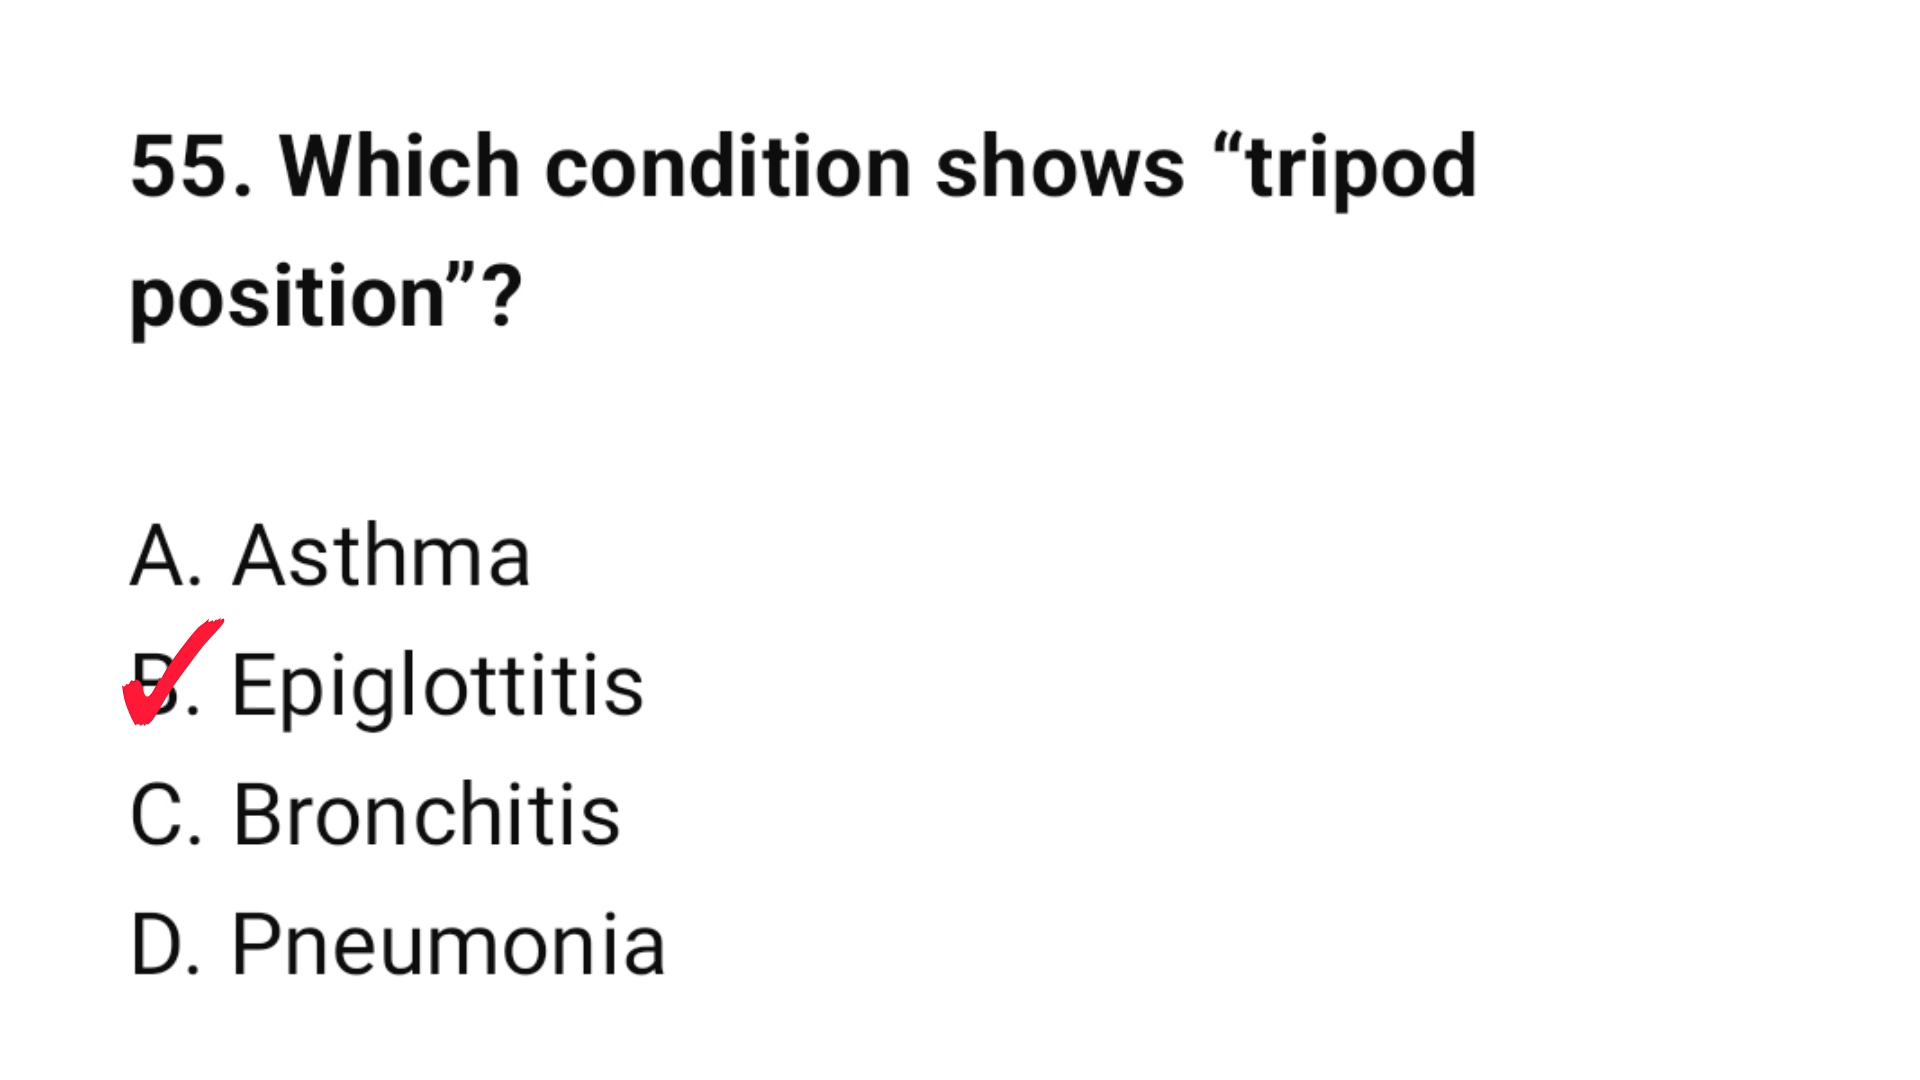 55. Which condition shows “tripod
position”?
A. Asthma
B. Epiglottitis
C. Bronchitis
D. Pneumonia